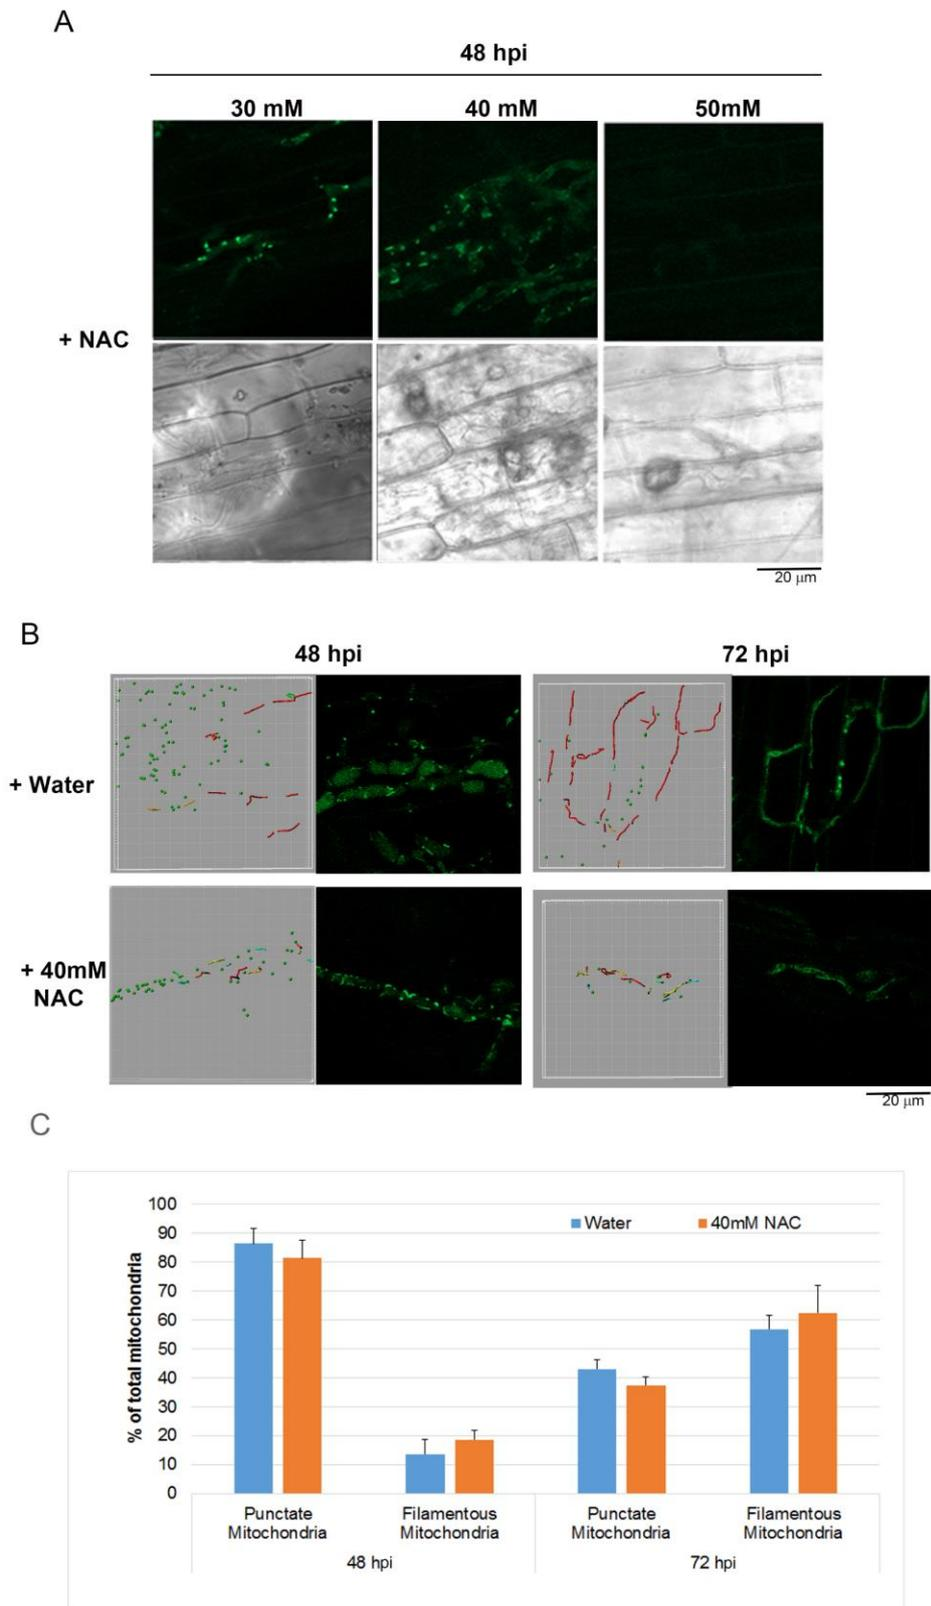 A
48 hpi
30 mM
40 mM
50mM
+ NAC
20 µm
B
48 hpi
72 hpi
+ Water
+ 40mM
NAC
20 µm
C
100
90
80
70
60
50
40
30
20
10
0
% of total mitochondria
Water
40mM NAC
Punctate
Mitochondria
Filamentous
Mitochondria
Punctate
Mitochondria
Filamentous
Mitochondria
48 hpi
72 hpi